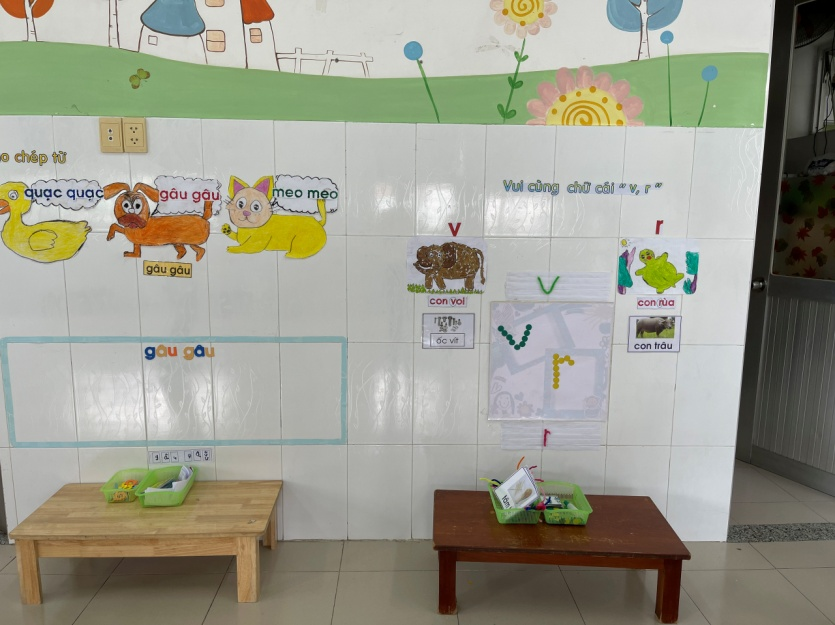 o chép từ
quạc quạc
gâu gâu
meo meo
gâu gâu
gâu gâu
Vui cùng chữ cái " v, r "
v
r
con voi
con rùa
ốc vít
con trâu
v
v
r
r